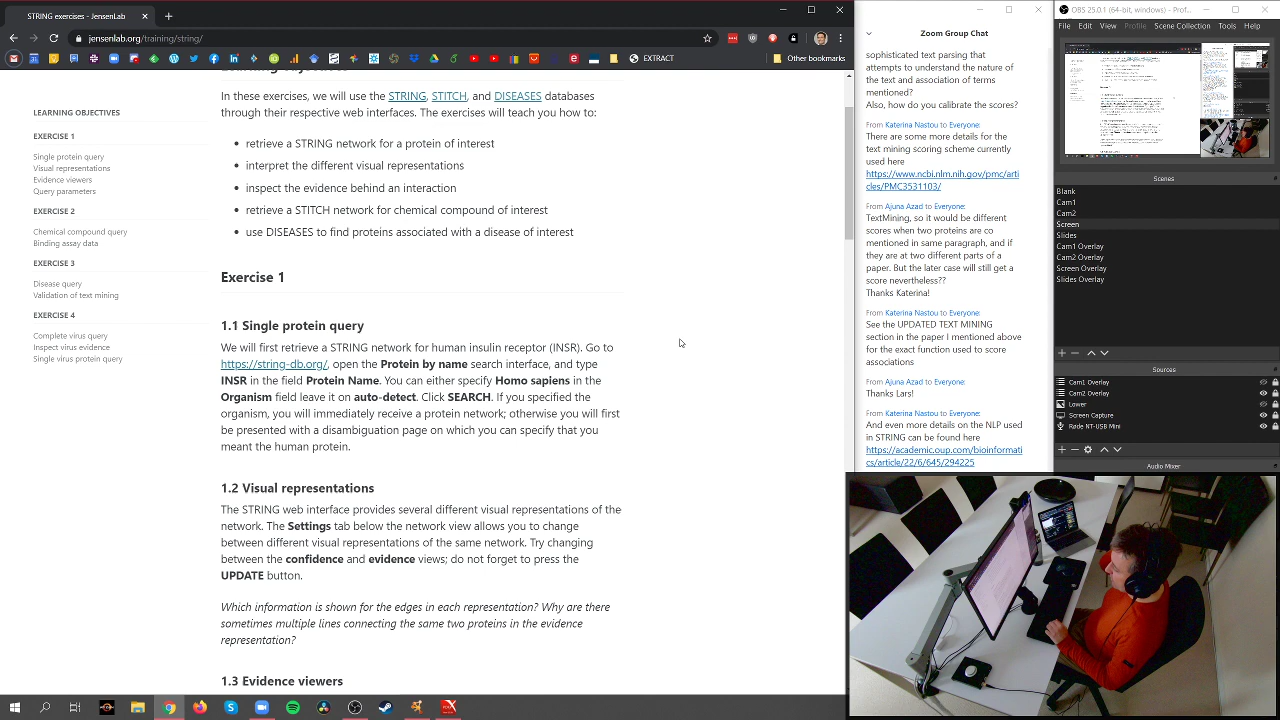 STRING exercises - JensenLab
jensenlab.org/training/string/
EXTRACT
Other bookmarks
LEARNING OBJECTIVES
EXERCISE 1
Single protein query
Visual representations
Evidence viewers
Query parameters
EXERCISE 2
Chemical compound query
Binding assay data
EXERCISE 3
Disease query
Validation of text mining
EXERCISE 4
Complete virus query
Inspect virus evidence
Single virus protein query
In these exercises, we will use the STRING, STITCH, and DISEASES databases
through their respective web interfaces. The exercises will teach you how to:
retrieve a STRING network for a protein of interest
interpret the different visual representations
inspect the evidence behind an interaction
retrieve a STITCH network for chemical compound of interest
use DISEASES to find proteins associated with a disease of interest
Exercise 1
1.1 Single protein query
We will first retrieve a STRING network for human insulin receptor (INSR). Go to
https://string-db.org/, open the Protein by name search interface, and type
INSR in the field Protein Name. You can either specify Homo sapiens in the
Organism field leave it on auto-detect. Click SEARCH. If you specified the
organism, you will immediately receive a protein network; otherwise you will first
be presented with a disambiguation page on which you can specify that you
meant the human protein.
1.2 Visual representations
The STRING web interface provides several different visual representations of the
network. The Settings tab below the network view allows you to change
between different visual representations of the same network. Try changing
between the confidence and evidence views; do not forget to press the
UPDATE button.
Which information is shown for the edges in each representation? Why are there
sometimes multiple lines connecting the same two proteins in the evidence
representation?
1.3 Evidence viewers
Zoom Group Chat
sophisticated text parsing that
attempts to understand the nature of
the text and association of terms
mentioned?
Also, how do you calibrate the scores?
From Katerina Nastou to Everyone:
There are some more details for the
text mining scoring scheme currently
used here
https://www.ncbi.nlm.nih.gov/pmc/arti
cles/PMC3531103/
From Ajuna Azad to Everyone:
TextMining, so it would be different
scores when two proteins are co
mentioned in same paragraph, and if
they are at two different parts of a
paper. But the later case will still get a
score nevertheless??
Thanks Katerina!
From Katerina Nastou to Everyone:
See the UPDATED TEXT MINING
section in the paper I mentioned above
for the exact function used to score
associations
From Ajuna Azad to Everyone:
Thanks Lars!
From Katerina Nastou to Everyone:
And even more details on the NLP used
in STRING can be found here
https://academic.oup.com/bioinformati
cs/article/22/6/645/294225
OBS 25.0.1 (64-bit, windows) - Prof...
File Edit View Profile Scene Collection Tools Help
Scenes
Blank
Cam1
Cam2
Screen
Slides
Cam1 Overlay
Cam2 Overlay
Screen Overlay
Slides Overlay
Sources
Cam1 Overlay
Cam2 Overlay
Lower
Screen Capture
Røde NT-USB Mini
Audio Mixer